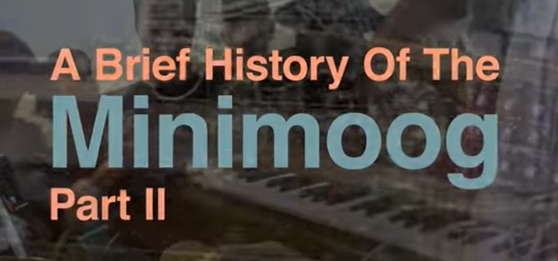 A Brief History Of The
Minimoog
Part II